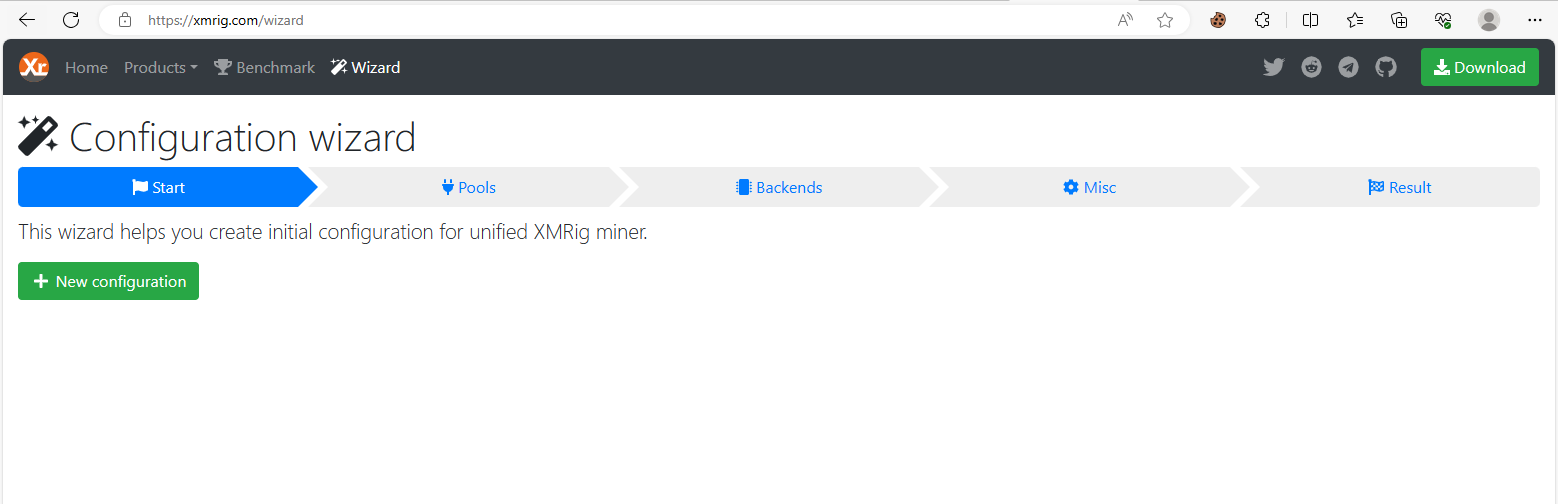 https://xmrig.com/wizard
Xr Home Products Benchmark Wizard Download
Configuration wizard
Start Pools Backends Misc Result
This wizard helps you create initial configuration for unified XMRig miner.
+ New configuration